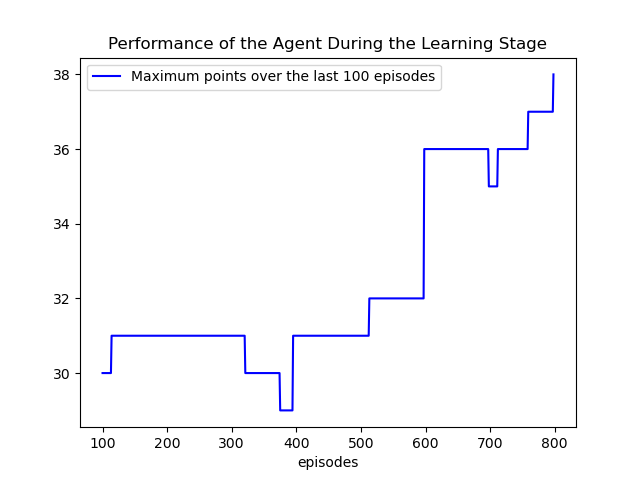 Performance of the Agent During the Learning Stage
Maximum points over the last 100 episodes
38
36
34
32
30
100 200 300 400 500 600 700 800
episodes